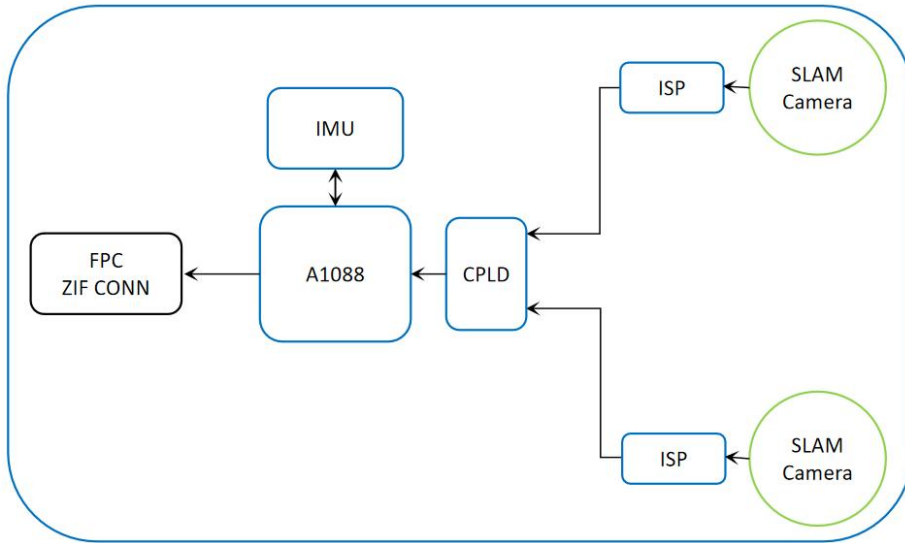 SLAM
Camera
ISP
IMU
FPC
ZIF CONN
A1088
CPLD
ISP
SLAM
Camera